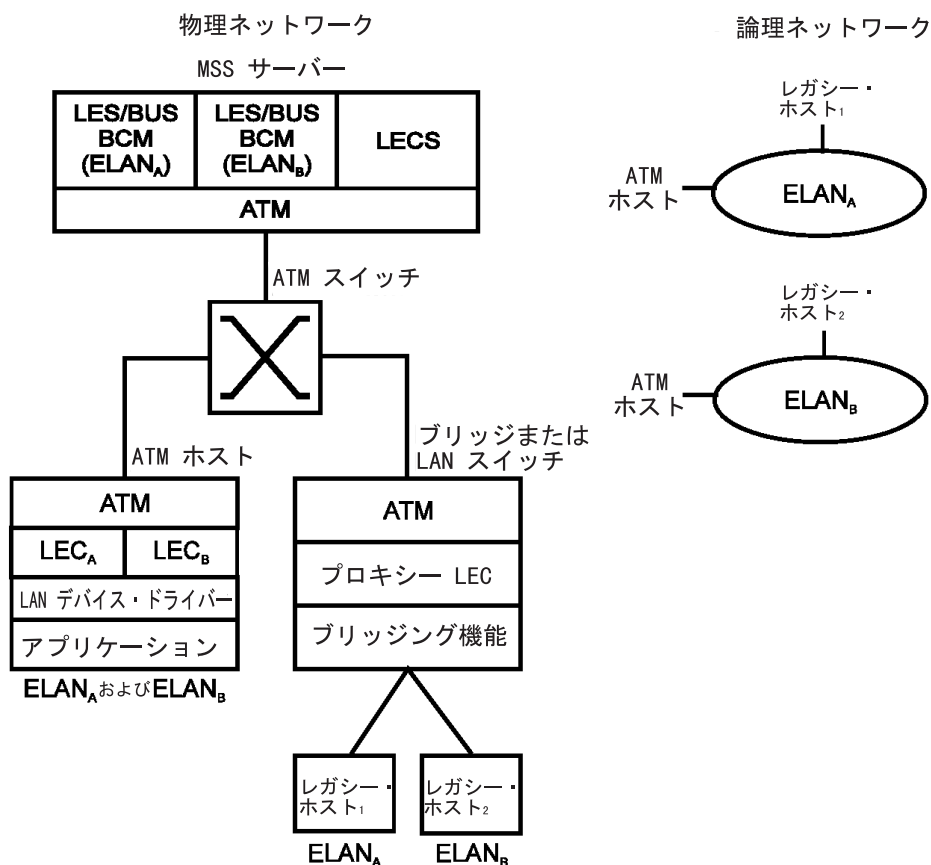 物理ネットワーク
論理ネットワーク
MSS サーバー
LES/BUS
BCM
(ELANA)
LES/BUS
BCM
(ELANB)
LECS
ATM
レガシー・
ホスト1
ATM
ホスト
ELANA
ATM スイッチ
レガシー・
ホスト2
ATM
ホスト
ELANB
ATM ホスト
ブリッジまたは
LAN スイッチ
ATM
LECA
LECB
LAN デバイス・ドライバー
アプリケーション
ELANAおよびELANB
ATM
プロキシー LEC
ブリッジング機能
レガシー・
ホスト1
レガシー・
ホスト2
ELANA
ELANB